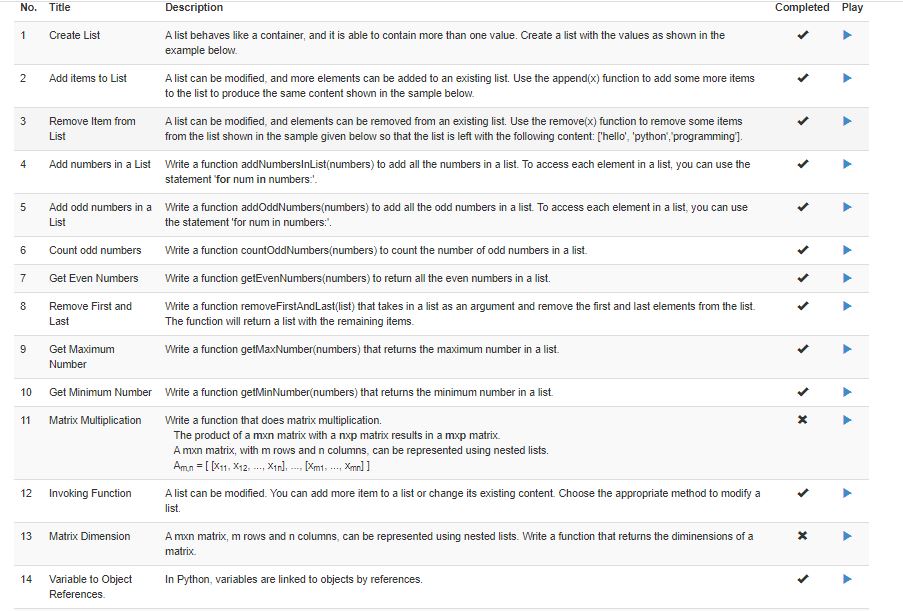 No. Title Description Completed Play
1 Create List A list behaves like a container, and it is able to contain more than one value. Create a list with the values as shown in the
example below.
2 Add items to List A list can be modified, and more elements can be added to an existing list. Use the append(x) function to add some more items
to the list to produce the same content shown in the sample below.
3 Remove Item from A list can be modified, and elements can be removed from an existing list. Use the remove(x) function to remove some items
List from the list shown in the sample given below so that the list is left with the following content: ['hello', 'python','programming'].
4 Add numbers in a List Write a function addNumbersInList(numbers) to add all the numbers in a list. To access each element in a list, you can use the
statement 'for num in numbers:'.
5 Add odd numbers in a Write a function addOddNumbers(numbers) to add all the odd numbers in a list. To access each element in a list, you can use
List the statement 'for num in numbers:'.
6 Count odd numbers Write a function countOddNumbers(numbers) to count the number of odd numbers in a list.
7 Get Even Numbers Write a function getEvenNumbers(numbers) to return all the even numbers in a list.
8 Remove First and Write a function removeFirstAndLast(list) that takes in a list as an argument and remove the first and last elements from the list.
Last The function will return a list with the remaining items.
9 Get Maximum Write a function getMaxNumber(numbers) that returns the maximum number in a list.
Number
10 Get Minimum Number Write a function getMinNumber(numbers) that returns the minimum number in a list.
11 Matrix Multiplication Write a function that does matrix multiplication.
The product of a mxn matrix with a nxp matrix results in a mxp matrix.
A mxn matrix, with m rows and n columns, can be represented using nested lists.
Am,n = [ [x11, x12, ..., x1n], ..., [xm1, ..., xmn] ]
12 Invoking Function A list can be modified. You can add more item to a list or change its existing content. Choose the appropriate method to modify a
list.
13 Matrix Dimension A mxn matrix, m rows and n columns, can be represented using nested lists. Write a function that returns the diminensions of a
matrix.
14 Variable to Object In Python, variables are linked to objects by references.
References.